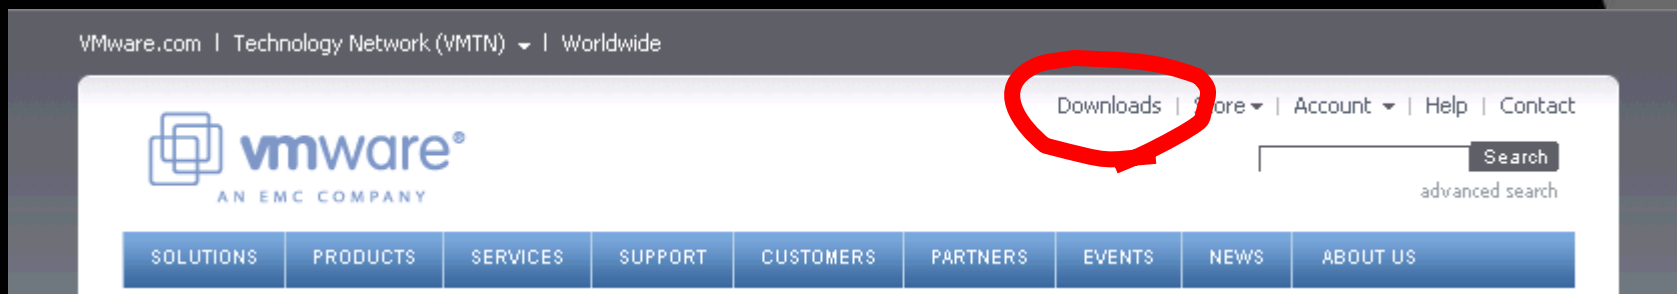 VMware.com | Technology Network (VMTN) | Worldwide
Downloads | | Account | Help | Contact
vmware®
AN EMC COMPANY
Search
advanced search
SOLUTIONS PRODUCTS SERVICES SUPPORT CUSTOMERS PARTNERS EVENTS NEWS ABOUT US